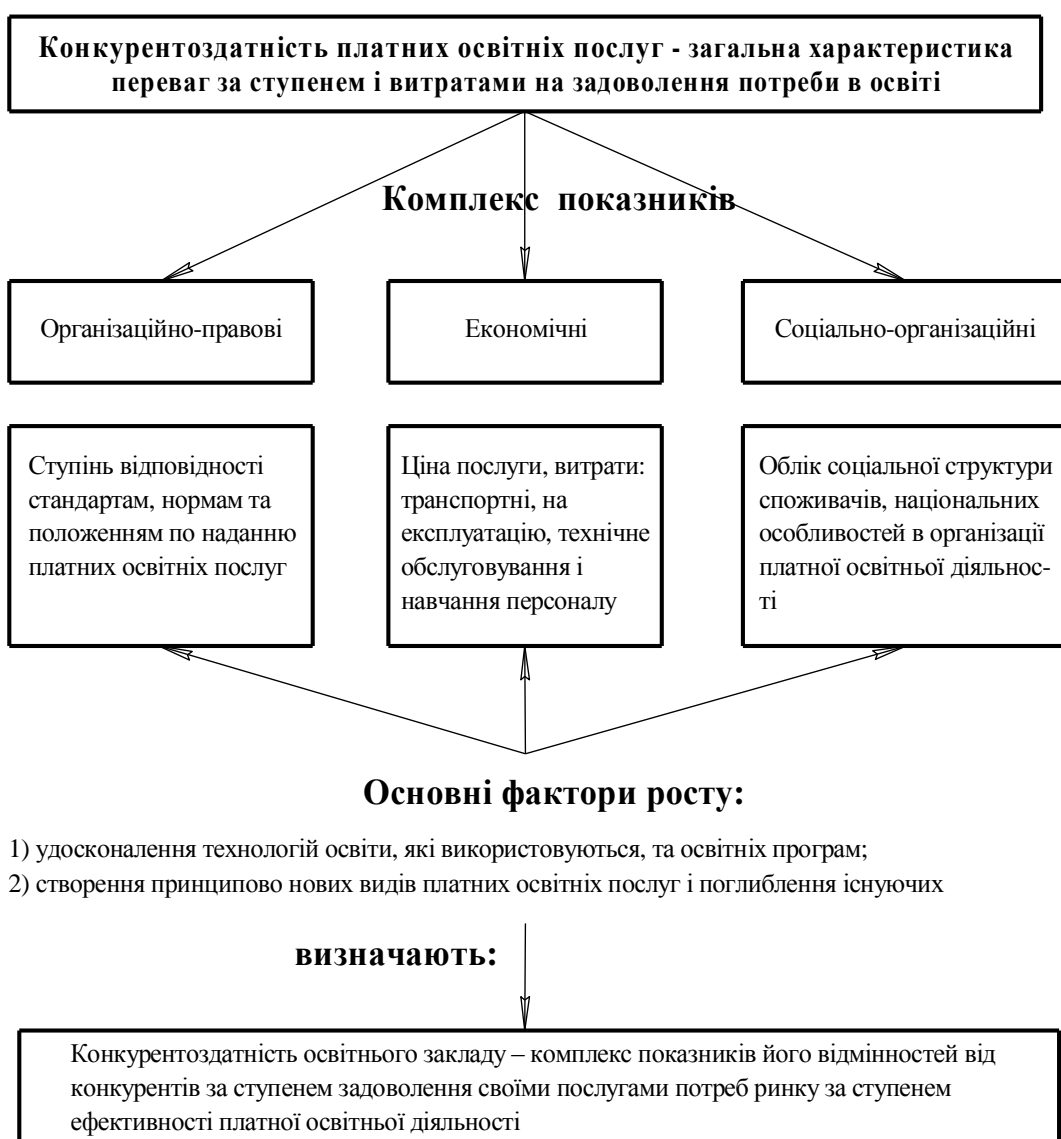 Конкурентоздатність платних освітніх послуг - загальна характеристика
переваг за ступенем і витратами на задоволення потреби в освіті
Комплекс показників
Організаційно-правові
Економічні
Соціально-організаційні
Ступінь відповідності
стандартам, нормам та
положенням по наданню
платних освітніх послуг
Ціна послуги, витрати:
транспортні, на
експлуатацію, технічне
обслуговування і
навчання персоналу
Облік соціальної структури
споживачів, національних
особливостей в організації
платної освітньої діяльнос-
ті
Основні фактори росту:
1) удосконалення технологій освіти, які використовуються, та освітніх програм;
2) створення принципово нових видів платних освітніх послуг і поглиблення існуючих
визначають:
Конкурентоздатність освітнього закладу – комплекс показників його відмінностей від
конкурентів за ступенем задоволення своїми послугами потреб ринку за ступенем
ефективності платної освітньої діяльності